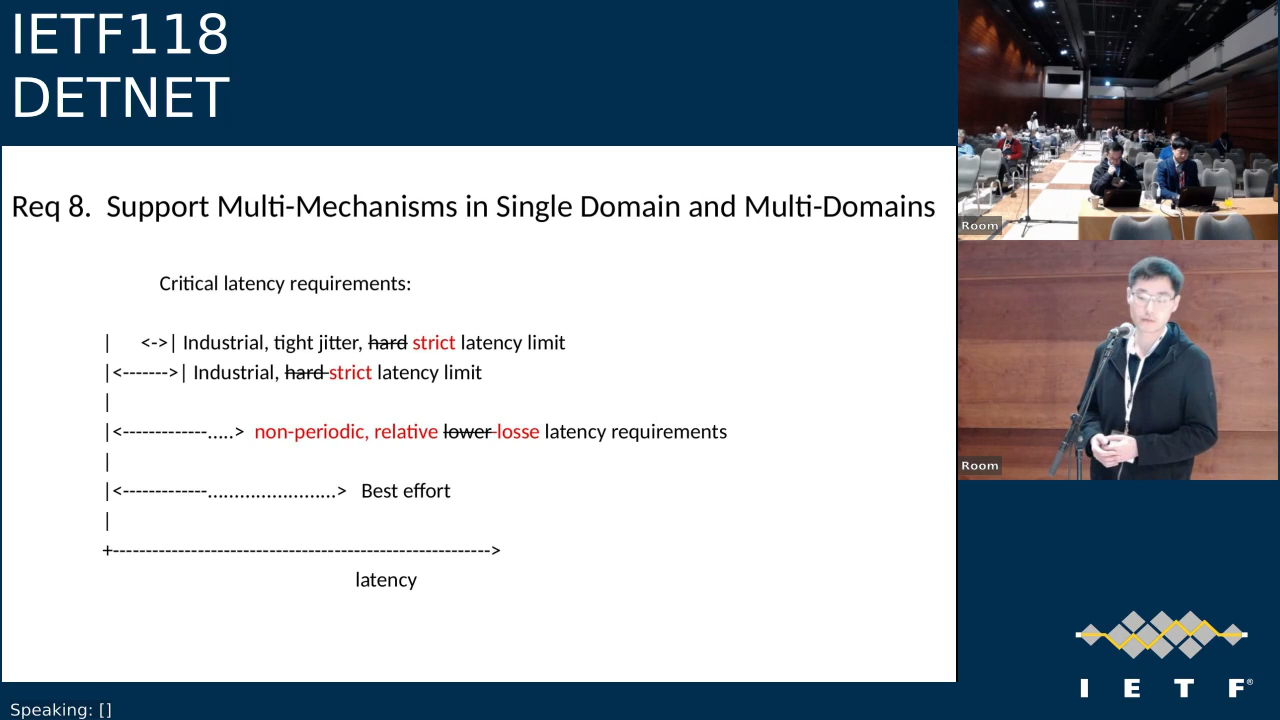 IETF118
DETNET
Req 8.  Support Multi-Mechanisms in Single Domain and Multi-Domains
Critical latency requirements:
|      <->| Industrial, tight jitter, hard strict latency limit
|<------->| Industrial, hard strict latency limit
|
|<-------------.....>  non-periodic, relative lower losse latency requirements
|
|<-------------........................>   Best effort
|
+---------------------------------------------------------->
latency
Room
Room
I E T F®
Speaking: []